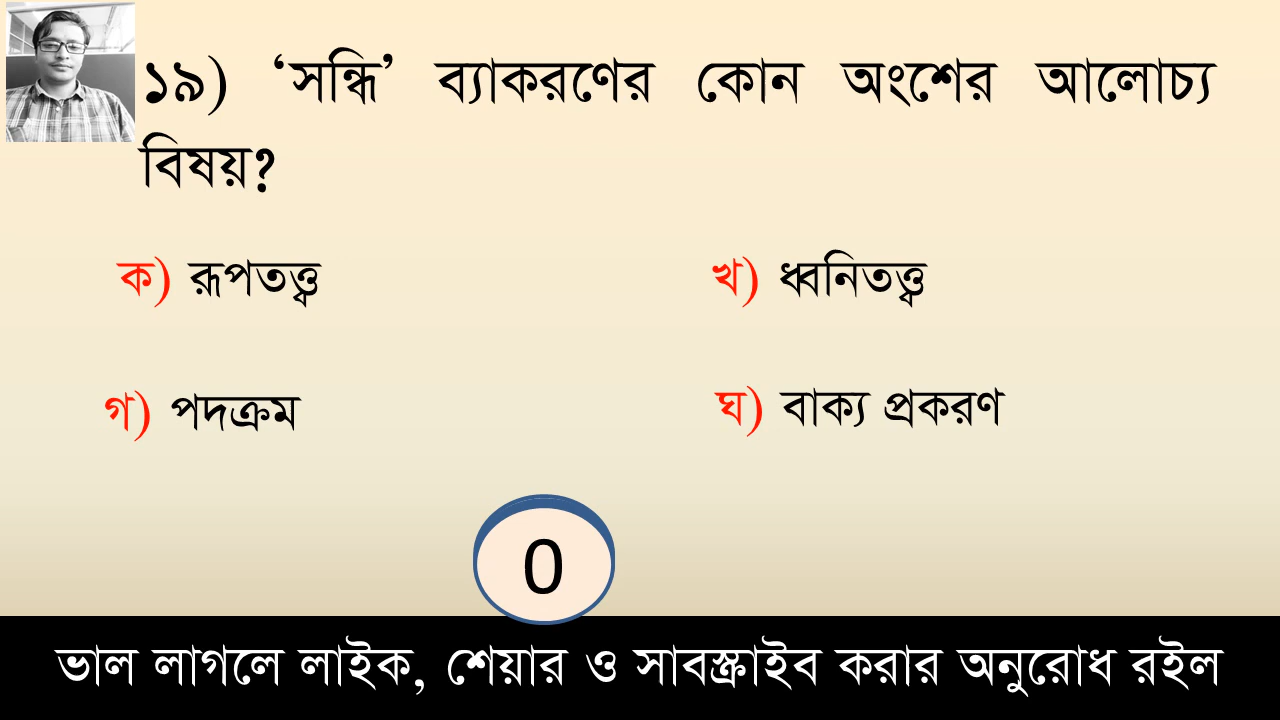 ১৯) ‘সন্ধি’ ব্যাকরণের কোন অংশের আলোচ্য
বিষয়?
ক) রূপতত্ত্ব
খ) ধ্বনিতত্ত্ব
গ) পদক্রম
ঘ) বাক্য প্রকরণ
0
ভাল লাগলে লাইক, শেয়ার ও সাবস্ক্রাইব করার অনুরোধ রইল